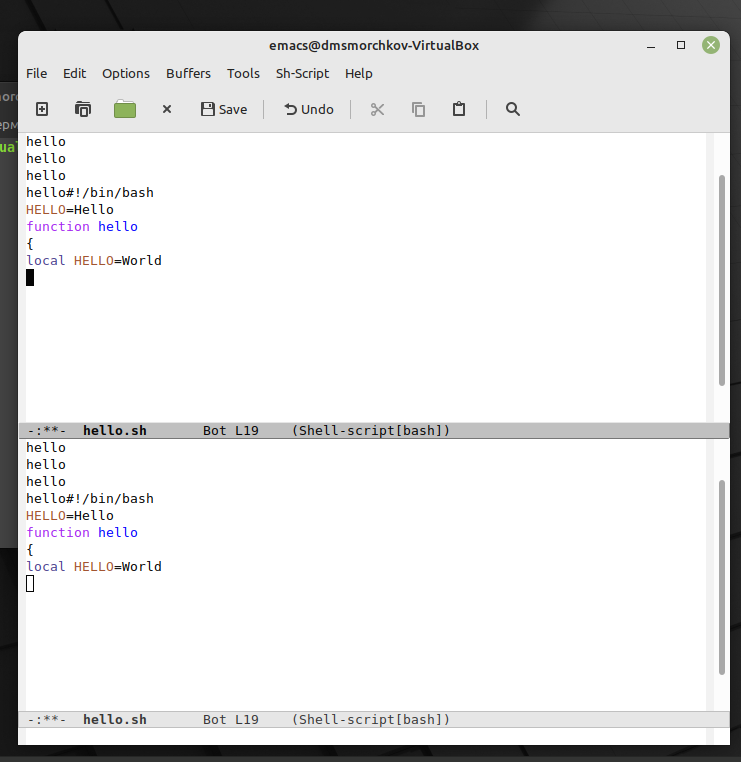 emacs@dmsmorchkov-VirtualBox
File Edit Options Buffers Tools Sh-Script Help
Save Undo
hello
hello
hello
hello#!/bin/bash
HELLO=Hello
function hello
{
local HELLO=World
-:**- hello.sh Bot L19 (Shell-script[bash])
hello
hello
hello
hello#!/bin/bash
HELLO=Hello
function hello
{
local HELLO=World
-:**- hello.sh Bot L19 (Shell-script[bash])